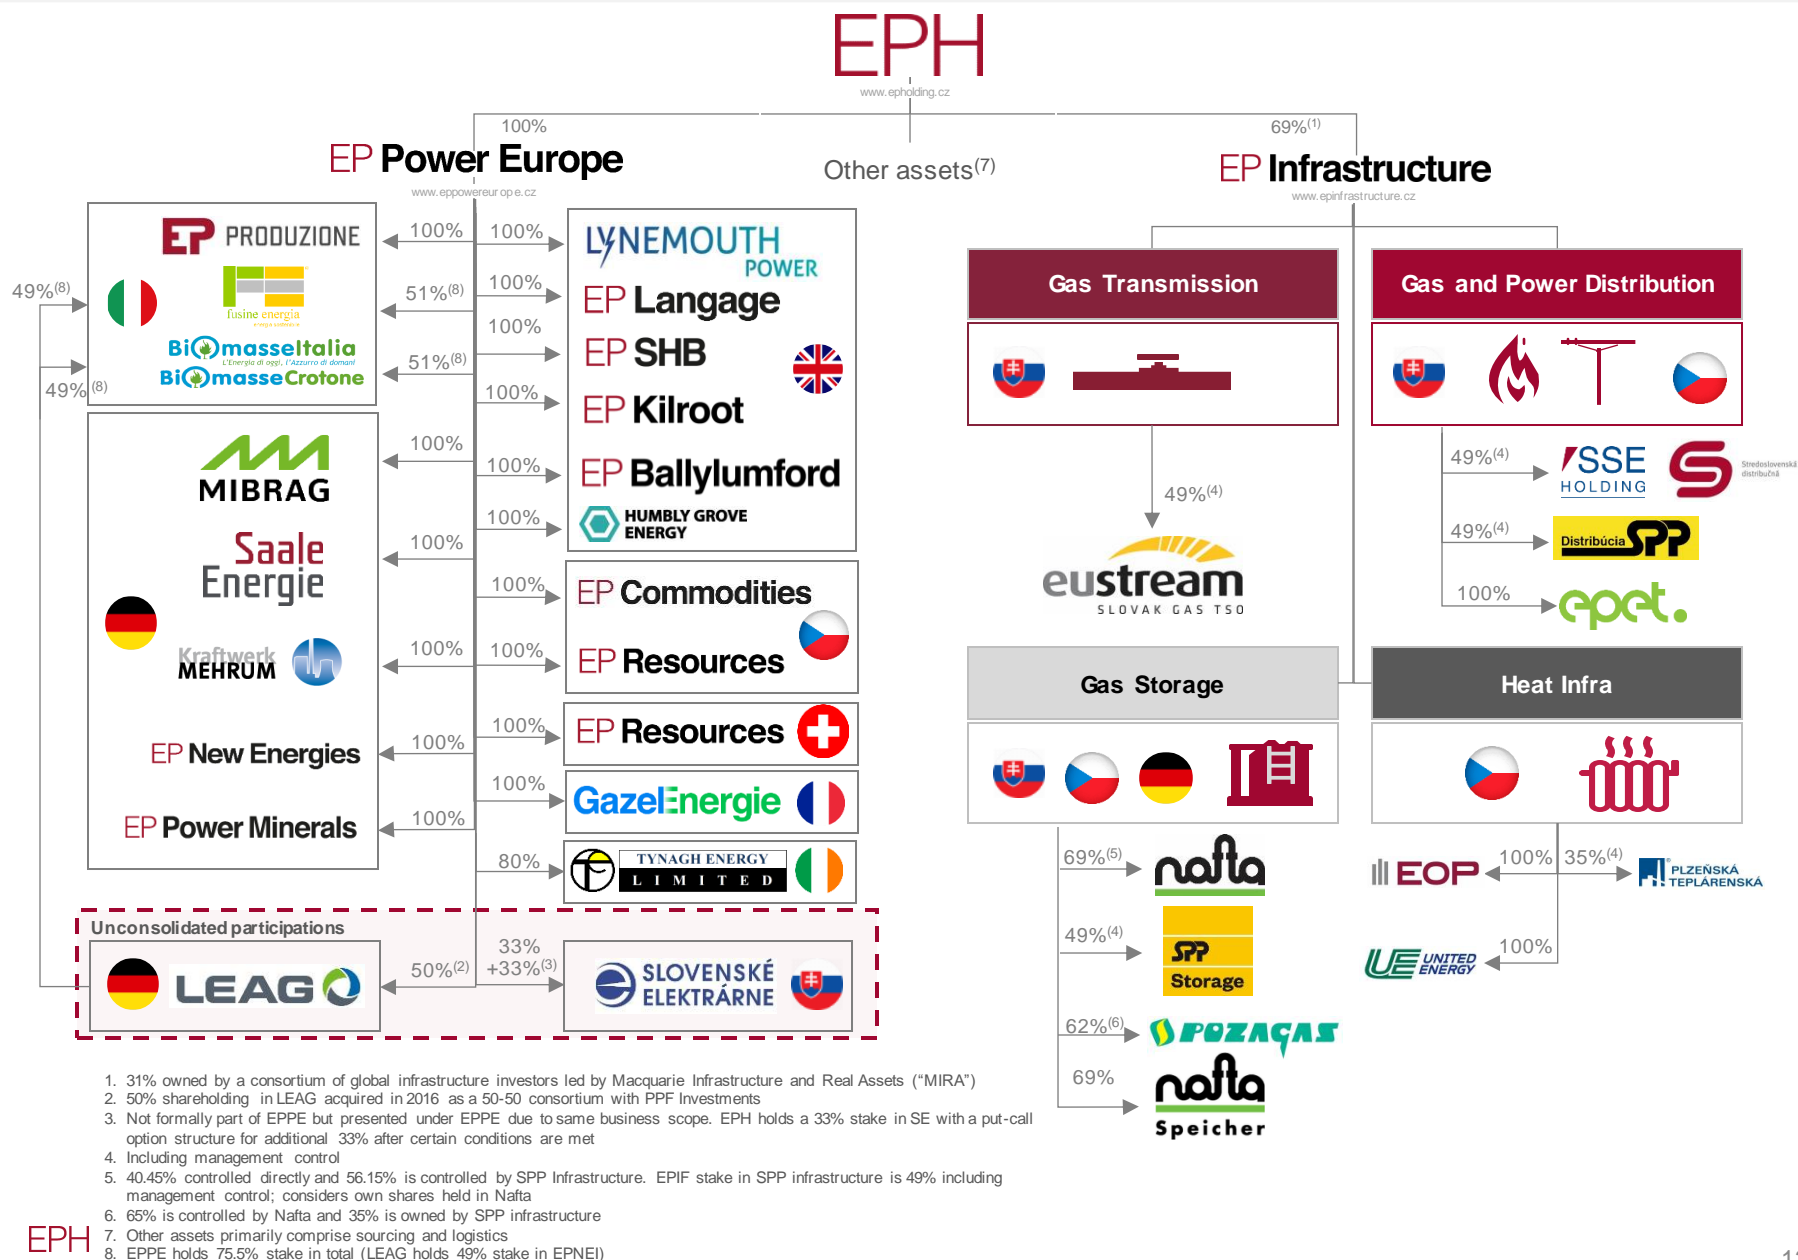 EPH
www.epholding.cz
100%
69%(1)
EP Power Europe
www.eppowereurope.cz
Other assets(7)
EP Infrastructure
www.epinfrastructure.cz
EP PRODUZIONE
fusine energia
BiomasseItalia
L'Energia di oggi, l'Azzurro di domani
BiomasseCrotone
49%(8)
49%(8)
100%
51%(8)
51%(8)
100%
100%
100%
100%
100%
100%
LYNEMOUTH
POWER
EP Langage
EP SHB
EP Kilroot
EP Ballylumford
HUMBLY GROVE
ENERGY
MIBRAG
100%
Saale
Energie
100%
Kraftwerk
MEHRUM
100%
EP New Energies
100%
EP Power Minerals
100%
100%
EP Commodities
100%
EP Resources
100%
EP Resources
100%
GazelEnergie
80%
TYNAGH ENERGY
LIMITED
Unconsolidated participations
LEAG
50%(2)
33%
+33%(3)
SLOVENSKÉ
ELEKTRÁRNE
Gas Transmission
49%(4)
eustream
SLOVAK GAS TSO
Gas and Power Distribution
49%(4)
SSE
HOLDING
Stredoslovenská
distribučná
49%(4)
Distribúcia SPP
100%
epet.
Gas Storage
69%(5)
nafta
49%(4)
SPP
Storage
62%(6)
POZAGAS
69%
nafta
Speicher
Heat Infra
EOP
100%
35%(4)
PLZEŇSKÁ
TEPLÁRENSKÁ
UE UNITED
ENERGY
100%
1. 31% owned by a consortium of global infrastructure investors led by Macquarie Infrastructure and Real Assets (“MIRA”)
2. 50% shareholding in LEAG acquired in 2016 as a 50-50 consortium with PPF Investments
3. Not formally part of EPPE but presented under EPPE due to same business scope. EPH holds a 33% stake in SE with a put-call
option structure for additional 33% after certain conditions are met
4. Including management control
5. 40.45% controlled directly and 56.15% is controlled by SPP Infrastructure. EPIF stake in SPP infrastructure is 49% including
management control; considers own shares held in Nafta
6. 65% is controlled by Nafta and 35% is owned by SPP infrastructure
7. Other assets primarily comprise sourcing and logistics
8. EPPE holds 75.5% stake in total (LEAG holds 49% stake in EPNEI)
EPH